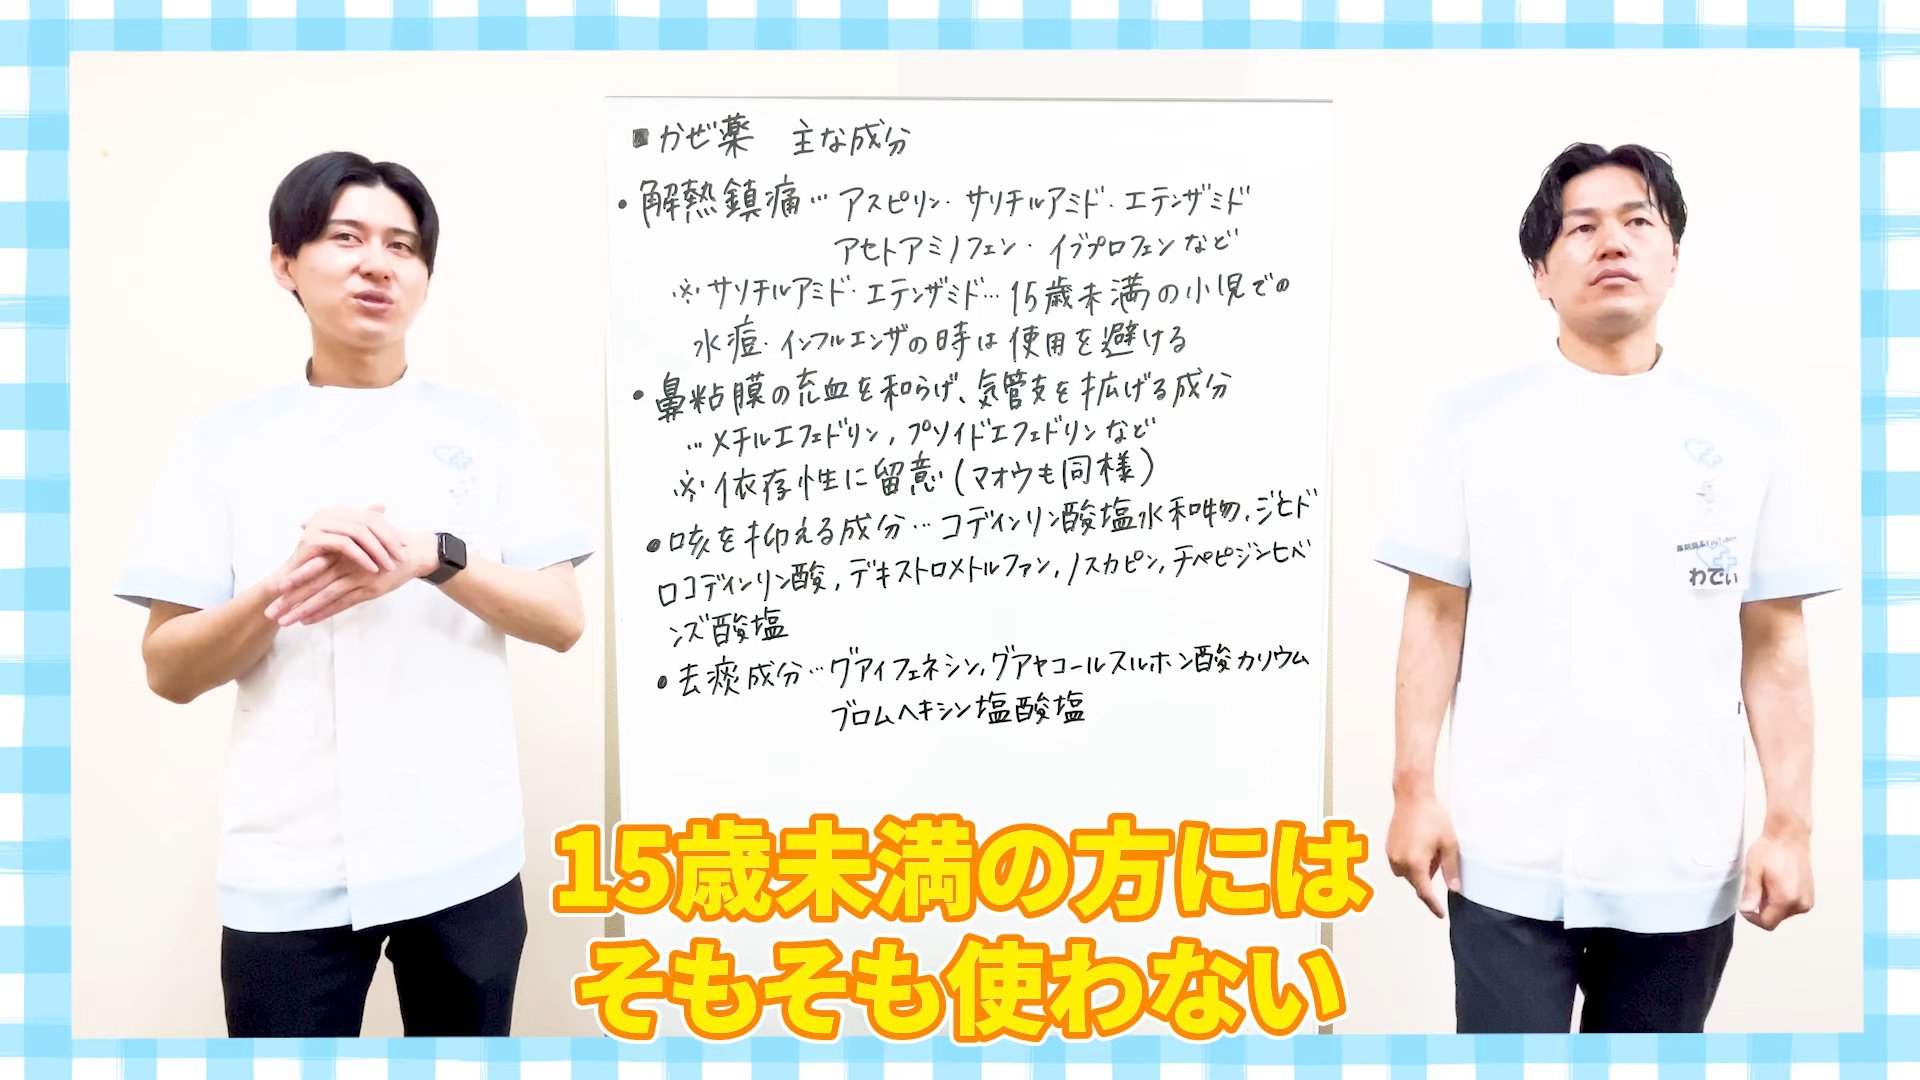 ■かぜ薬 主な成分
・解熱鎮痛…アスピリン・サリチルアミド・エテンザミド
アセトアミノフェン・イブプロフェンなど
※サリチルアミド・エテンザミド…15歳未満の小児での
水痘・インフルエンザの時は使用を避ける
・鼻粘膜の充血を和らげ、気管支を拡げる成分
…メチルエフェドリン,プソイドエフェドリンなど
※依存性に留意(マオウも同様)
・咳を抑える成分…コデインリン酸塩水和物,ジヒド
ロコデインリン酸,デキストロメトルファン,ノスカピン,チペピジンヒベ
ンズ酸塩
・去痰成分…グアイフェネシン,グアヤコールスルホン酸カリウム
ブロムヘキシン塩酸塩
わでぃ
15歳未満の方には
そもそも使わない